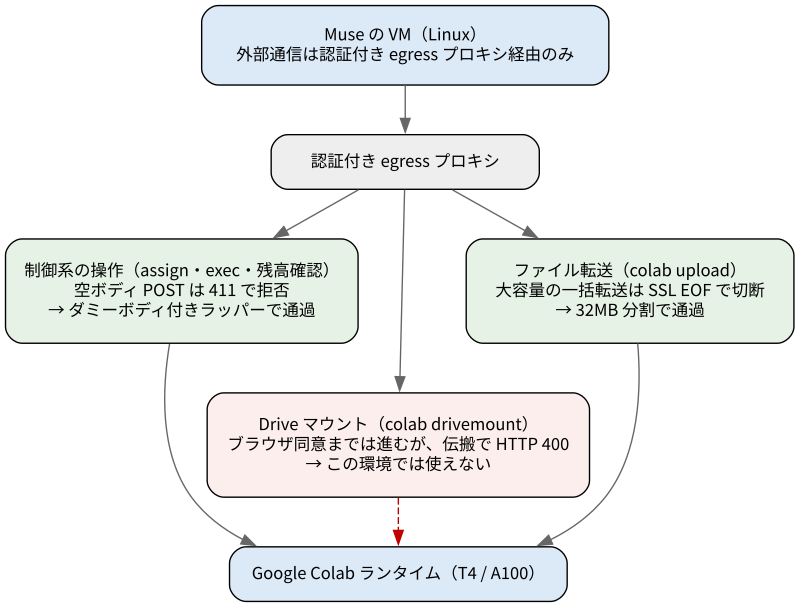 Muse の VM（Linux）
外部通信は認証付き egress プロキシ経由のみ
認証付き egress プロキシ
制御系の操作（assign・exec・残高確認）
空ボディ POST は 411 で拒否
→ ダミーボディ付きラッパーで通過
ファイル転送（colab upload）
大容量の一括転送は SSL EOF で切断
→ 32MB 分割で通過
Drive マウント（colab drivemount）
ブラウザ同意までは進むが、伝搬で HTTP 400
→ この環境では使えない
Google Colab ランタイム（T4 / A100）